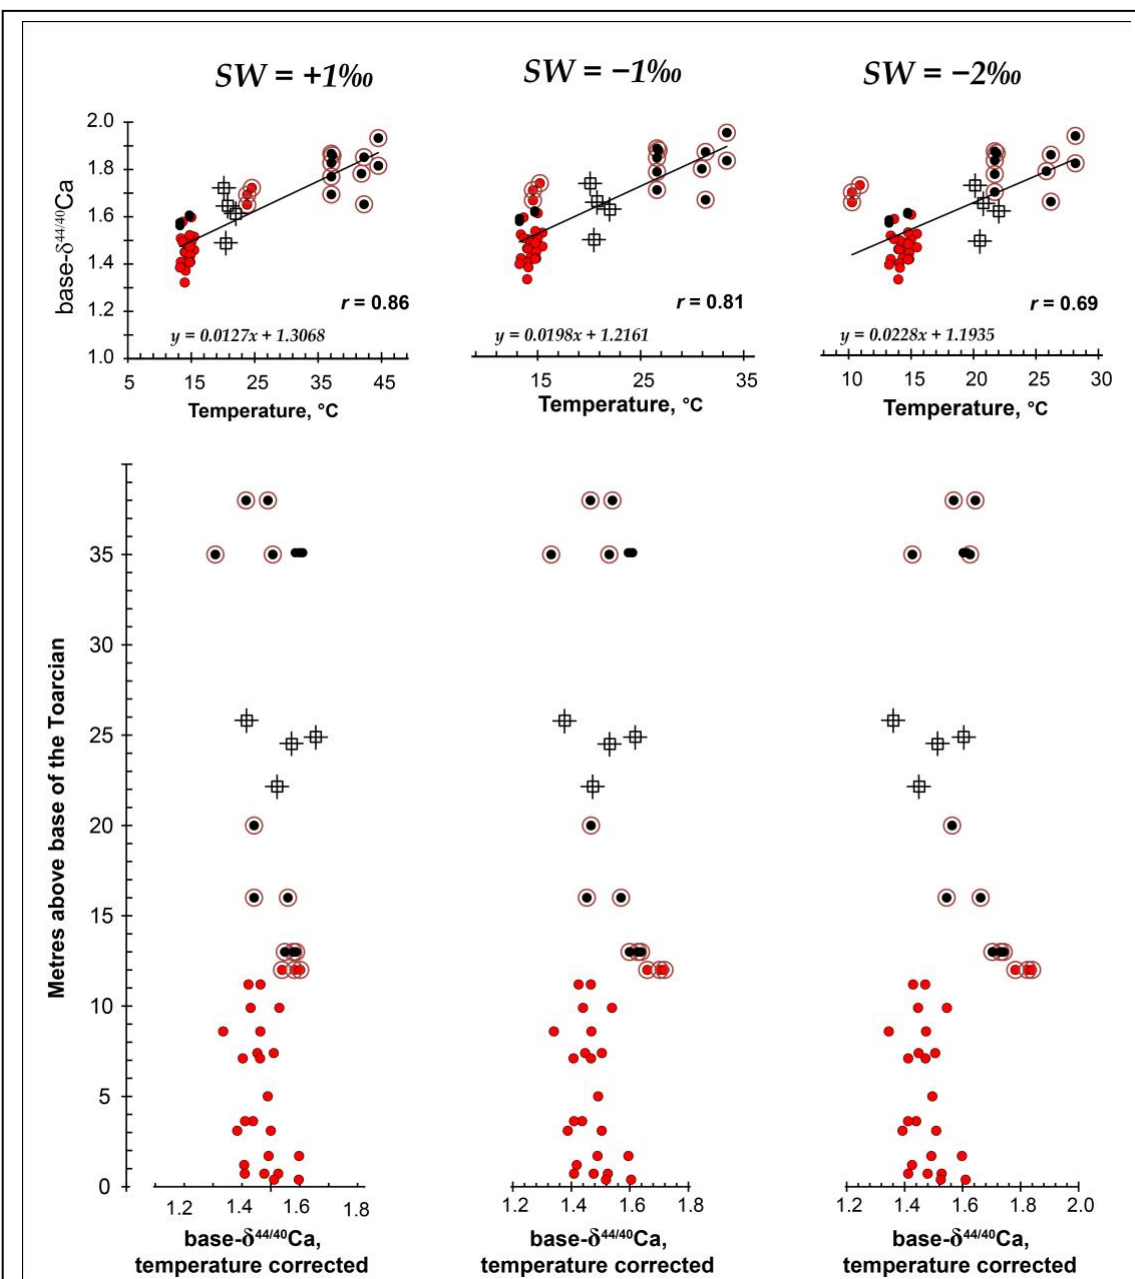 SW = +1‰
SW = −1‰
SW = −2‰
base-δ44/40Ca
2.0
1.8
1.6
1.4
1.2
1.0
r = 0.86
r = 0.81
r = 0.69
y = 0.0127x + 1.3068
y = 0.0198x + 1.2161
y = 0.0228x + 1.1935
5 15 25 35 45
15 25 35
10 15 20 25 30
Temperature, °C
Temperature, °C
Temperature, °C
Metres above base of the Toarcian
35
30
25
20
15
10
5
0
1.2 1.4 1.6 1.8
1.2 1.4 1.6 1.8
1.2 1.4 1.6 1.8 2.0
base-δ44/40Ca,
temperature corrected
base-δ44/40Ca,
temperature corrected
base-δ44/40Ca,
temperature corrected